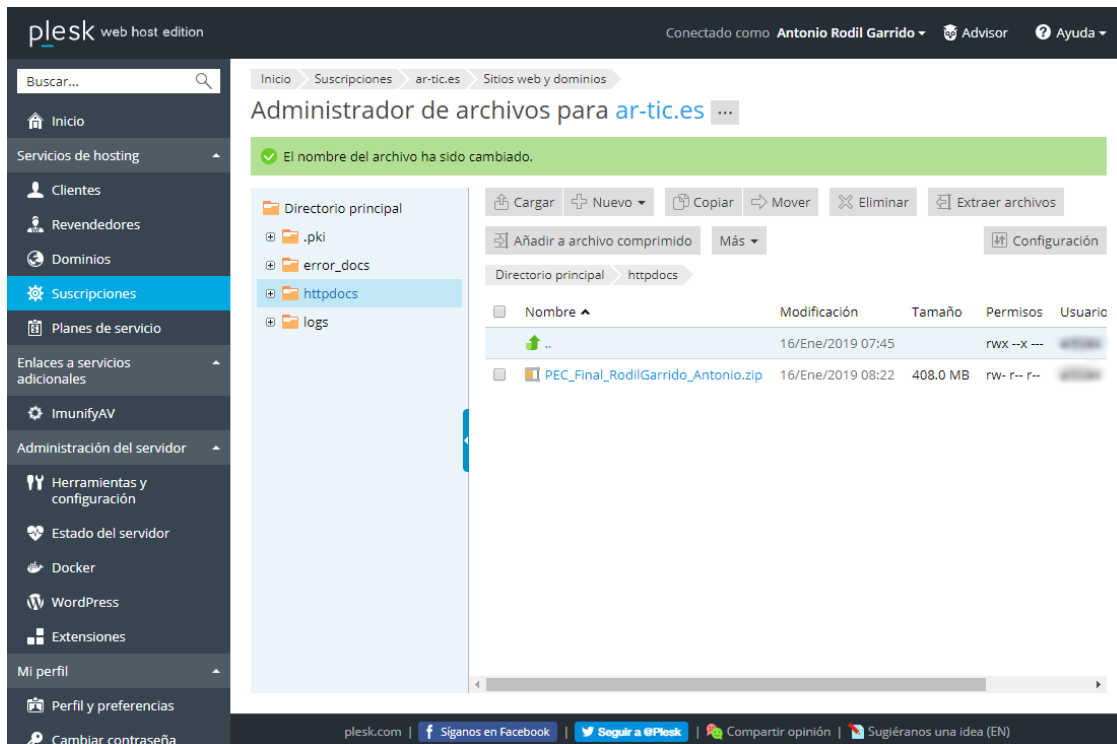 plesk web host edition
Conectado como Antonio Rodil Garrido
Advisor
Ayuda
Buscar...
Inicio
Servicios de hosting
Clientes
Revendedores
Dominios
Suscripciones
Planes de servicio
Enlaces a servicios
adicionales
ImunifyAV
Administración del servidor
Herramientas y
configuración
Estado del servidor
Docker
WordPress
Extensiones
Mi perfil
Perfil y preferencias
Cambiar contraseña
Inicio Suscripciones ar-tic.es Sitios web y dominios
Administrador de archivos para ar-tic.es ...
El nombre del archivo ha sido cambiado.
Directorio principal
.pki
error_docs
httpdocs
logs
Cargar Nuevo Copiar Mover Eliminar Extraer archivos
Añadir a archivo comprimido Más Configuración
Directorio principal httpdocs
Nombre Modificación Tamaño Permisos Usuario
.. 16/Ene/2019 07:45 rwx --x ---
PEC_Final_RodilGarrido_Antonio.zip 16/Ene/2019 08:22 408.0 MB rw- r-- r--
plesk.com | Síganos en Facebook | Seguir a @Plesk | Compartir opinión | Sugiéranos una idea (EN)